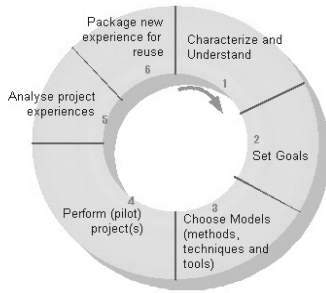 Characterize and
Understand
1
2
Set Goals
3
Choose Models
(methods,
techniques and
tools)
4
Perform (pilot)
project(s)
5
Analyse project
experiences
6
Package new
experience for
reuse